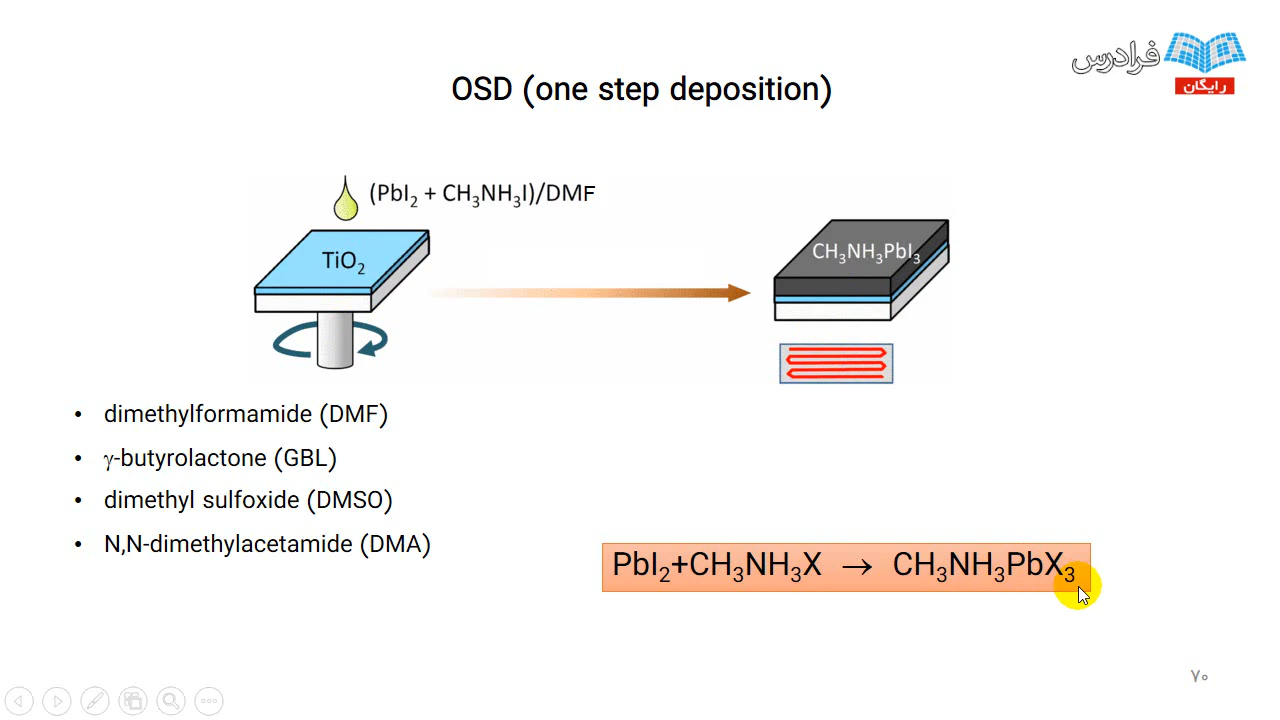 فرادرس
رایگان
OSD (one step deposition)
(PbI₂ + CH₃NH₃I)/DMF
TiO₂
CH₃NH₃PbI₃
• dimethylformamide (DMF)
• γ-butyrolactone (GBL)
• dimethyl sulfoxide (DMSO)
• N,N-dimethylacetamide (DMA)
PbI₂+CH₃NH₃X → CH₃NH₃PbX₃
۷۰